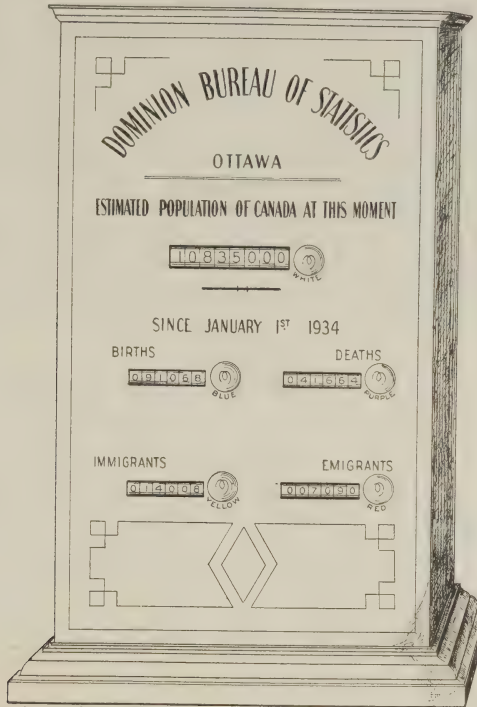 DOMINION BUREAU OF STATISTICS
OTTAWA
ESTIMATED POPULATION OF CANADA AT THIS MOMENT
10835000
WHITE
SINCE JANUARY 1ST 1934
BIRTHS DEATHS
091068 041664
BLUE PURPLE
IMMIGRANTS EMIGRANTS
014008 007090
YELLOW RED